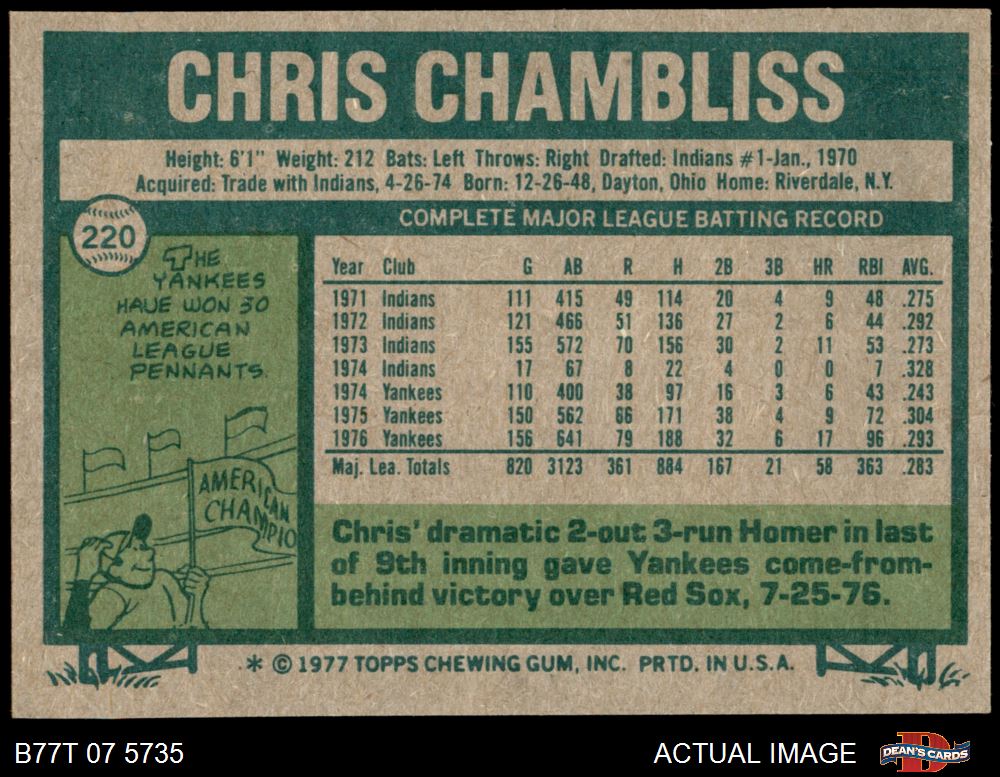 CHRIS CHAMBLISS
Height: 6'1" Weight: 212 Bats: Left Throws: Right Drafted: Indians #1-Jan., 1970
Acquired: Trade with Indians, 4-26-74 Born: 12-26-48, Dayton, Ohio Home: Riverdale, N.Y.
220
THE
YANKEES
HAVE WON 30
AMERICAN
LEAGUE
PENNANTS.
AMERICAN
CHAMPIO
COMPLETE MAJOR LEAGUE BATTING RECORD
Year Club G AB R H 2B 3B HR RBI AVG.
1971 Indians 111 415 49 114 20 4 9 48 .275
1972 Indians 121 466 51 136 27 2 6 44 .292
1973 Indians 155 572 70 156 30 2 11 53 .273
1974 Indians 17 67 8 22 4 0 0 7 .328
1974 Yankees 110 400 38 97 16 3 6 43 .243
1975 Yankees 150 562 66 171 38 4 9 72 .304
1976 Yankees 156 641 79 188 32 6 17 96 .293
Maj. Lea. Totals 820 3123 361 884 167 21 58 363 .283
Chris' dramatic 2-out 3-run Homer in last
of 9th inning gave Yankees come-from-
behind victory over Red Sox, 7-25-76.
* © 1977 TOPPS CHEWING GUM, INC. PRTD. IN U.S.A.
B77T 07 5735
ACTUAL IMAGE
DEAN'S CARDS